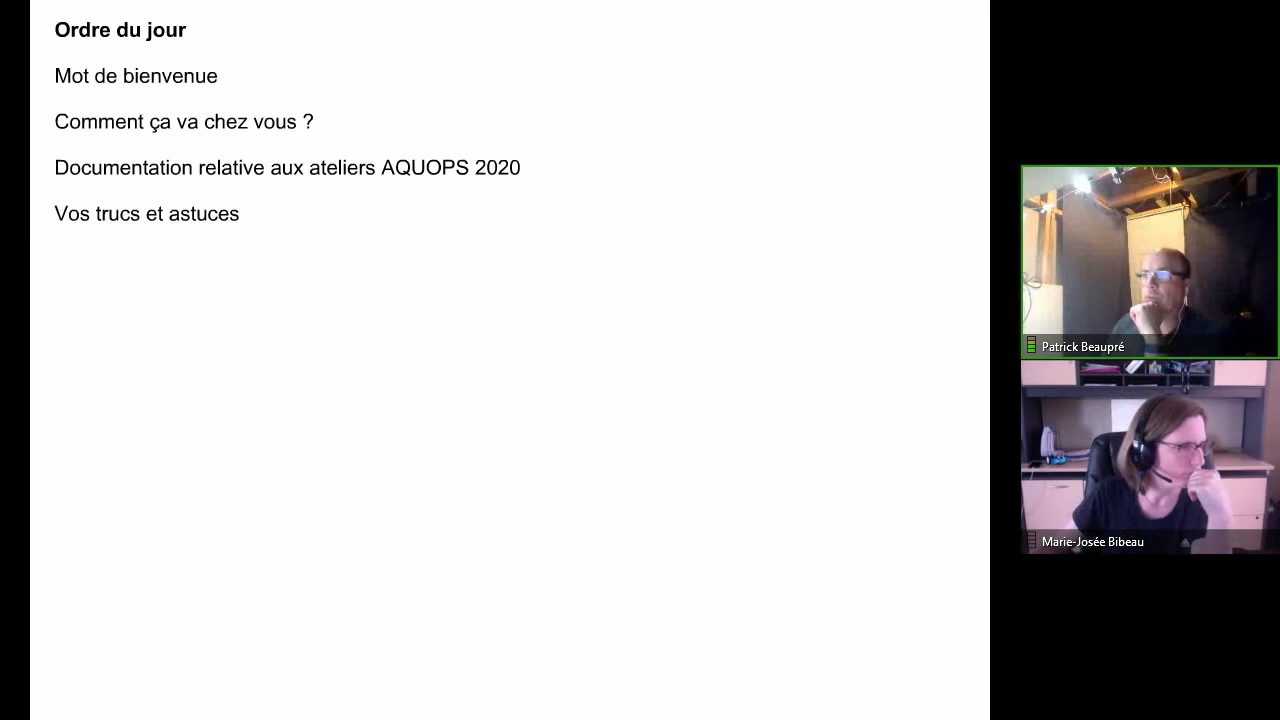 Ordre du jour
Mot de bienvenue
Comment ça va chez vous ?
Documentation relative aux ateliers AQUOPS 2020
Vos trucs et astuces
Patrick Beaupré
Marie-Josée Bibeau